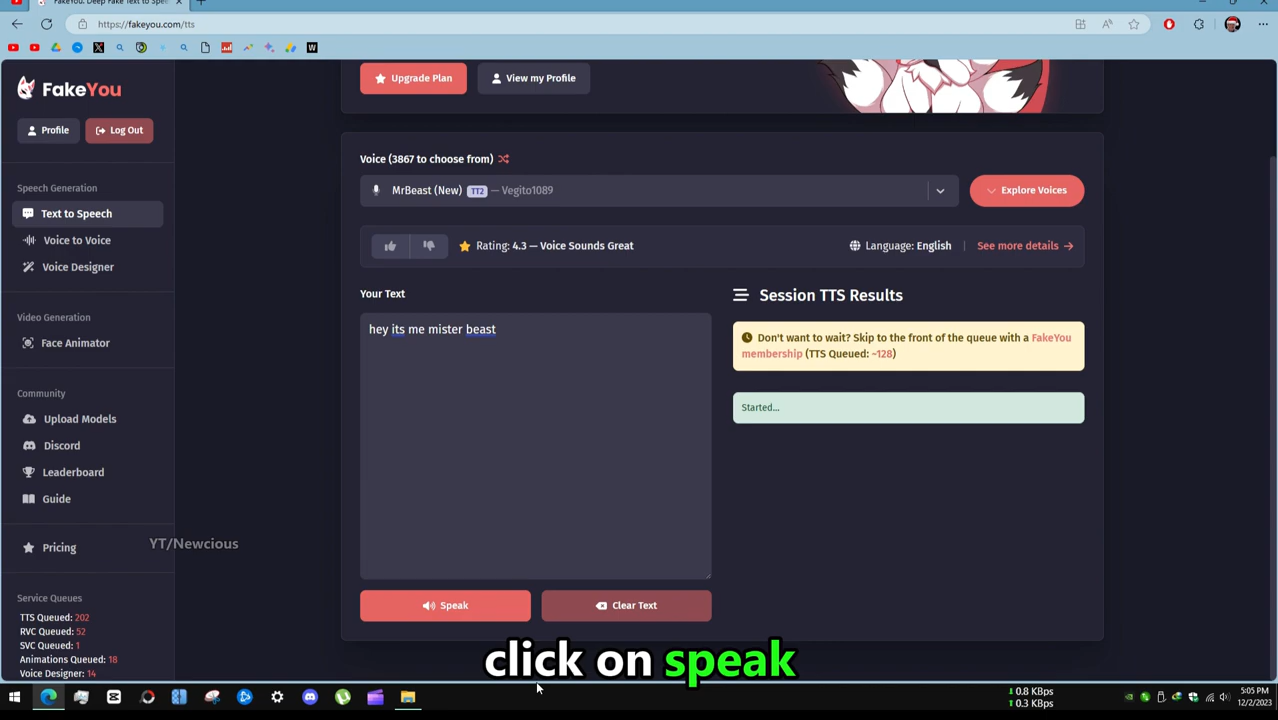 FakeYou. Deep Fake Text to Spee
https://fakeyou.com/tts
FakeYou
Profile
Log Out
Speech Generation
Text to Speech
Voice to Voice
Voice Designer
Video Generation
Face Animator
Community
Upload Models
Discord
Leaderboard
Guide
Pricing
Service Queues
TTS Queued: 202
RVC Queued: 52
SVC Queued: 1
Animations Queued: 18
Voice Designer: 14
YT/Newcious
Upgrade Plan
View my Profile
Voice (3867 to choose from)
MrBeast (New) TT2 — Vegito1089
Explore Voices
Rating: 4.3 — Voice Sounds Great
Language: English
See more details
Your Text
hey its me mister beast
Speak
Clear Text
Session TTS Results
Don't want to wait? Skip to the front of the queue with a FakeYou
membership (TTS Queued: ~128)
Started...
click on speak
0.8 KBps
0.3 KBps
5:05 PM
12/2/2023